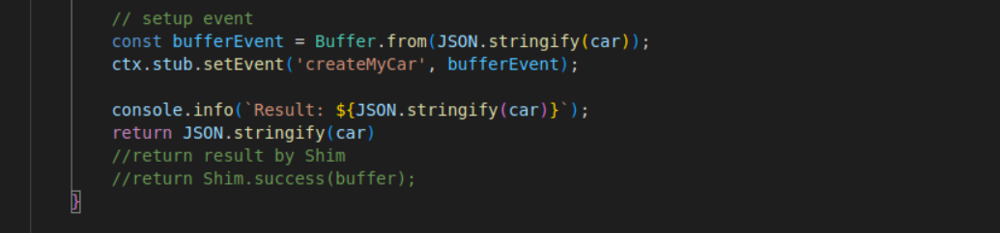 // setup event
const bufferEvent = Buffer.from(JSON.stringify(car));
ctx.stub.setEvent('createMyCar', bufferEvent);
console.info(`Result: ${JSON.stringify(car)}`);
return JSON.stringify(car)
//return result by Shim
//return Shim.success(buffer);
}